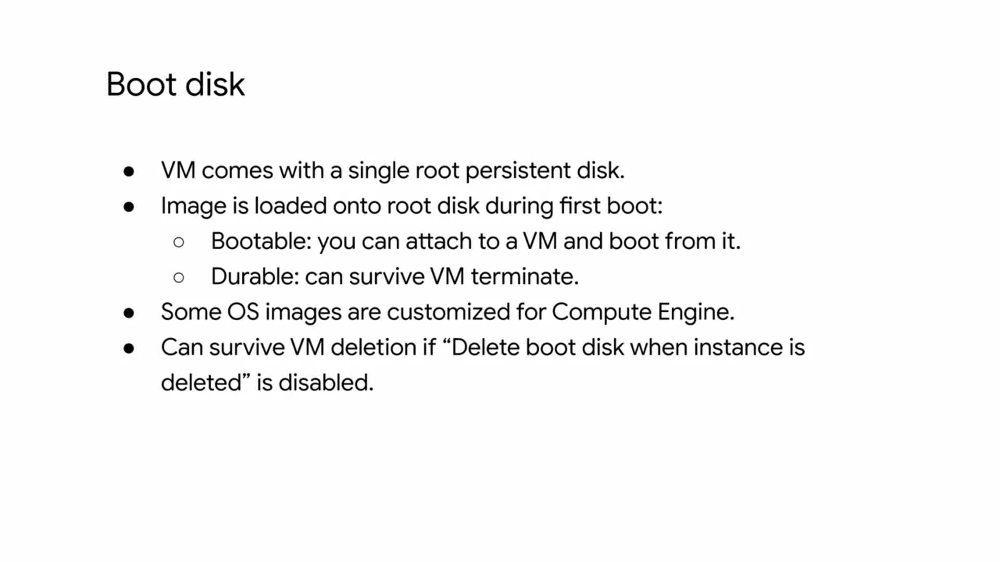 Boot disk
● VM comes with a single root persistent disk.
● Image is loaded onto root disk during first boot:
○ Bootable: you can attach to a VM and boot from it.
○ Durable: can survive VM terminate.
● Some OS images are customized for Compute Engine.
● Can survive VM deletion if “Delete boot disk when instance is
deleted” is disabled.